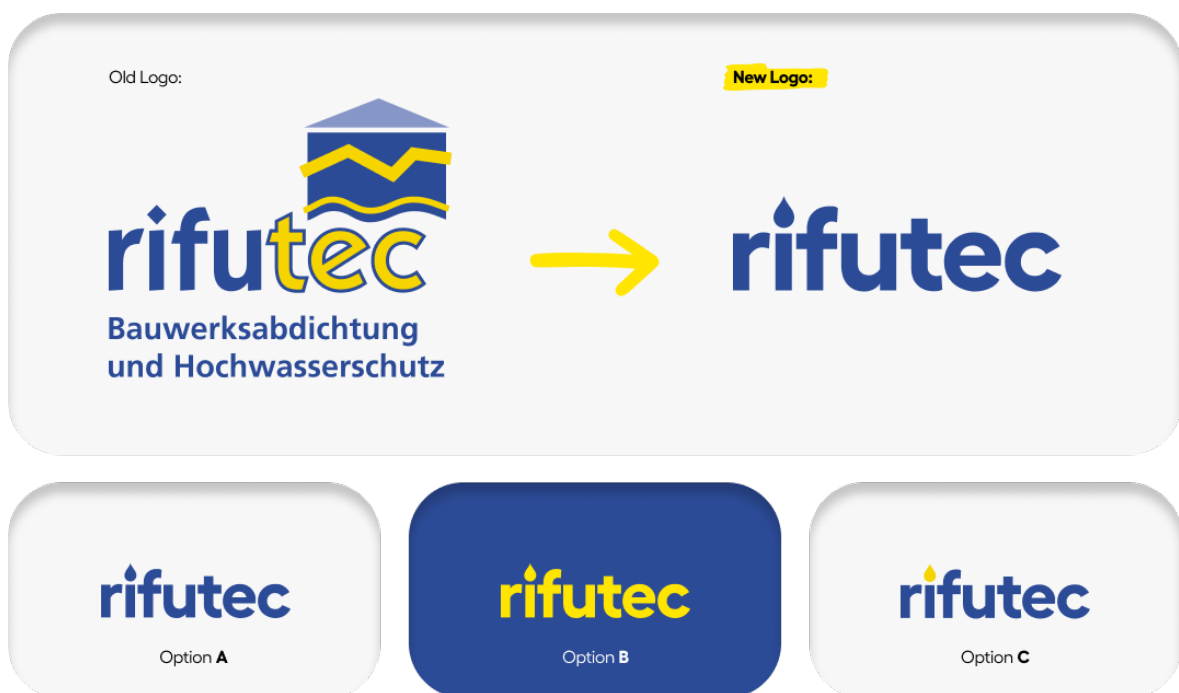 Old Logo:
New Logo:
rifutec
Bauwerksabdichtung
und Hochwasserschutz
rifutec
rifutec
Option A
rifutec
Option B
rifutec
Option C